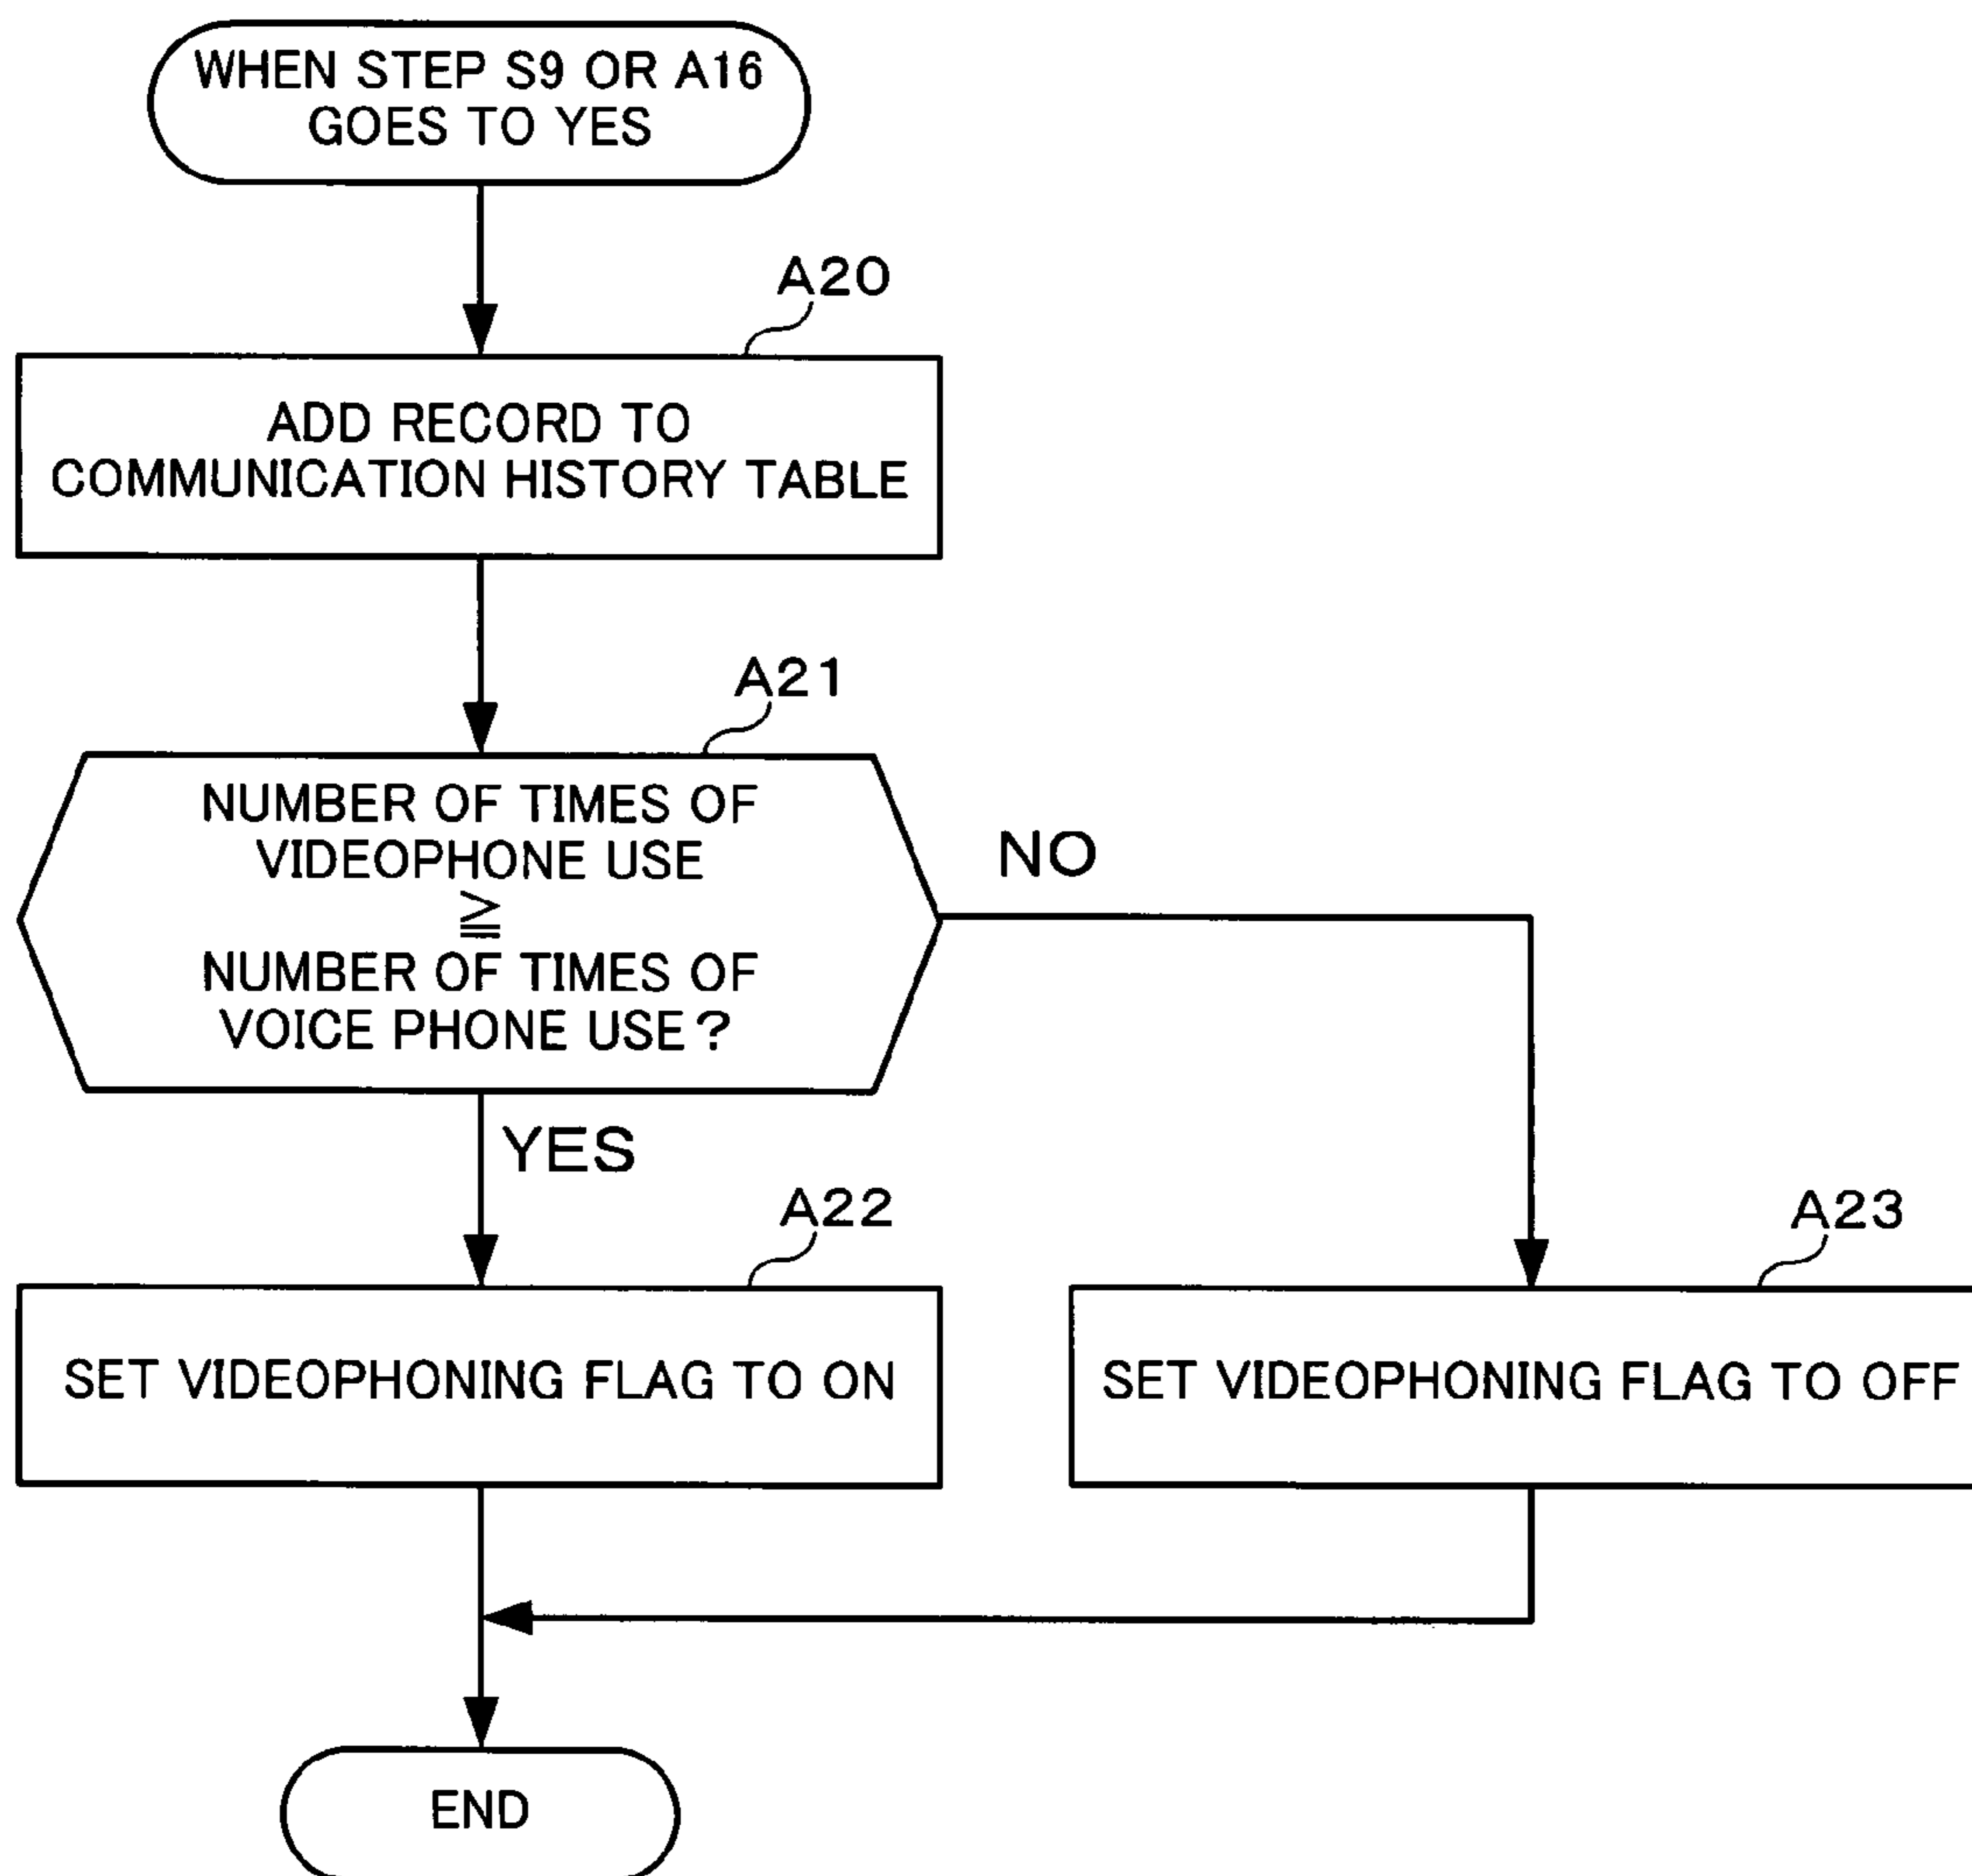 WHEN STEP S9 OR A16
GOES TO YES
A20
ADD RECORD TO
COMMUNICATION HISTORY TABLE
A21
NUMBER OF TIMES OF
VIDEOPHONE USE
≧
NUMBER OF TIMES OF
VOICE PHONE USE?
NO
YES
A22
SET VIDEOPHONING FLAG TO ON
A23
SET VIDEOPHONING FLAG TO OFF
END